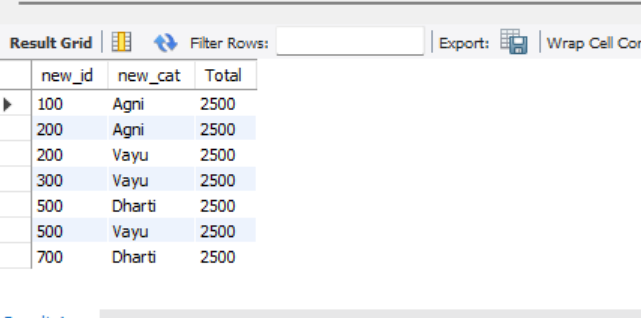 Result Grid Filter Rows: Export: Wrap Cell Con
new_id new_cat Total
100 Agni 2500
200 Agni 2500
200 Vayu 2500
300 Vayu 2500
500 Dharti 2500
500 Vayu 2500
700 Dharti 2500